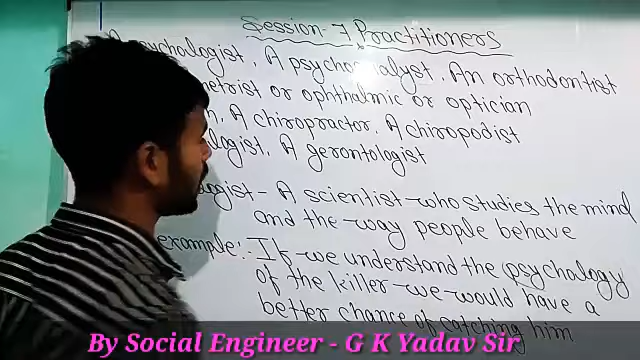 Session-7 Practitioners
A psychologist, A psychoanalyst, An orthodontist
metrist or ophthalmic or optician
A chiropractor, A chiropodist
logist, A gerontologist
logist - A scientist who studies the mind
and the way people behave
example:- If we understand the psychology
of the killer we would have a
better chance of catching him
By Social Engineer - G K Yadav Sir